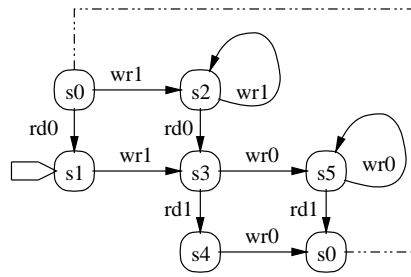 s0 wr1 s2 wr1
rd0 rd0
s1 wr1 s3 wr0 s5 wr0
rd1 rd1
s4 wr0 s0